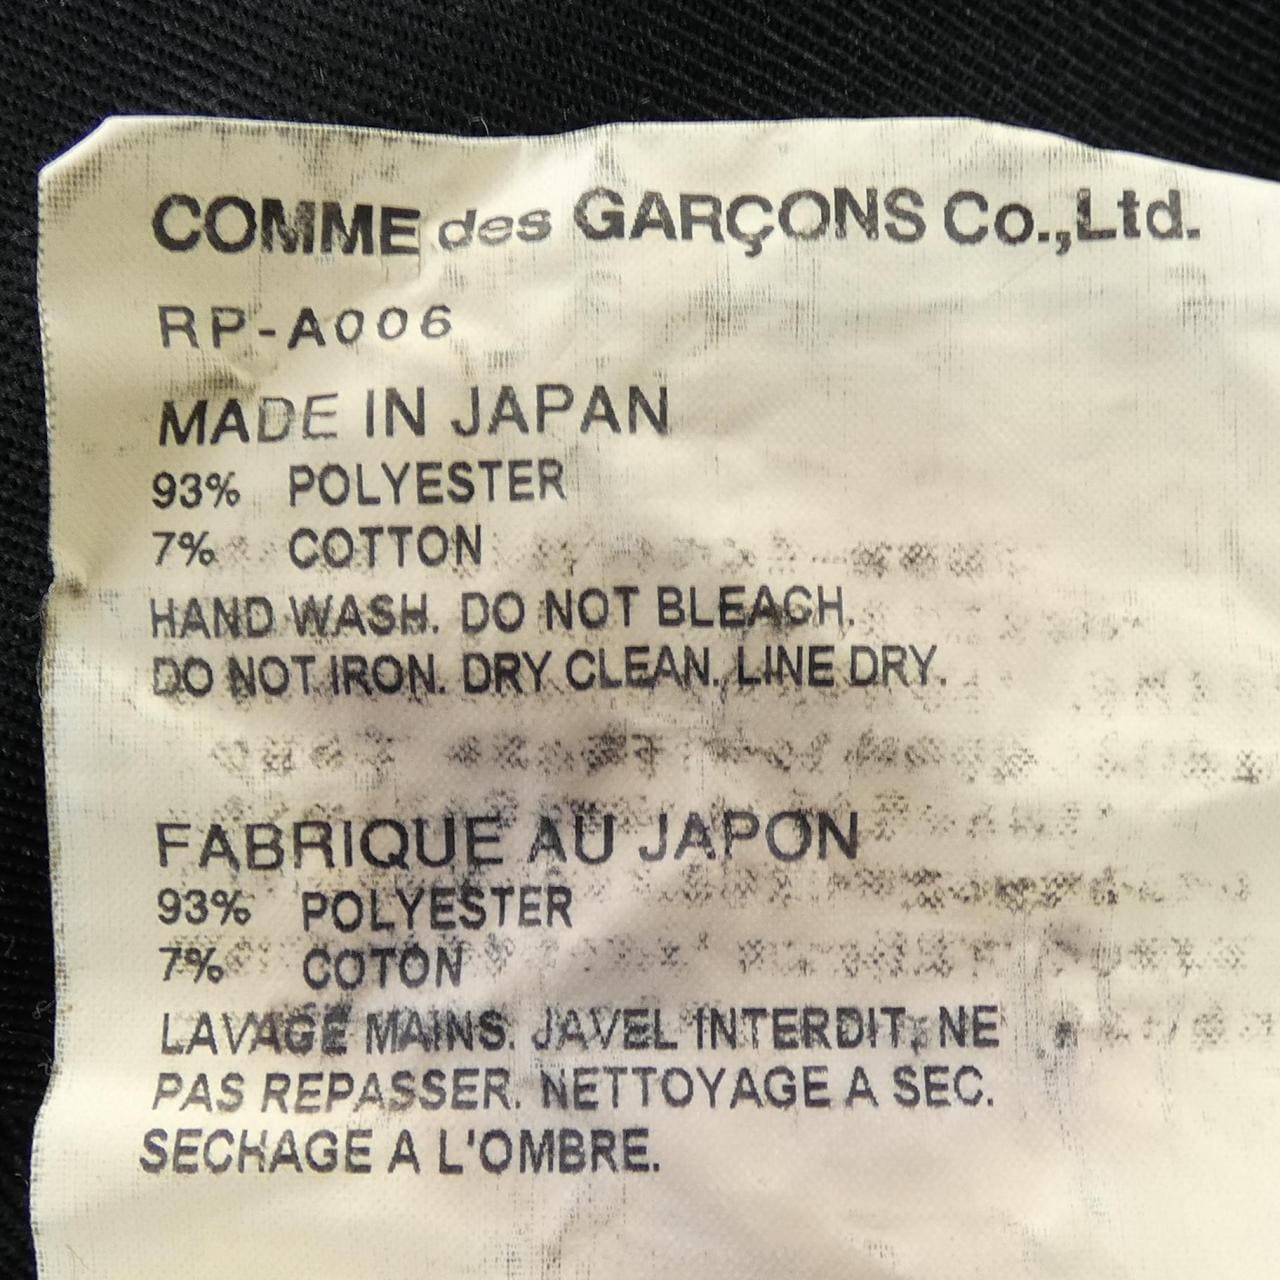 COMME des GARÇONS Co.,Ltd.
RP-A006
MADE IN JAPAN
93% POLYESTER
7% COTTON
HAND WASH. DO NOT BLEACH.
DO NOT IRON. DRY CLEAN. LINE DRY.
FABRIQUE AU JAPON
93% POLYESTER
7% COTON
LAVAGE MAINS. JAVEL INTERDIT, NE
PAS REPASSER. NETTOYAGE A SEC.
SECHAGE A L'OMBRE.